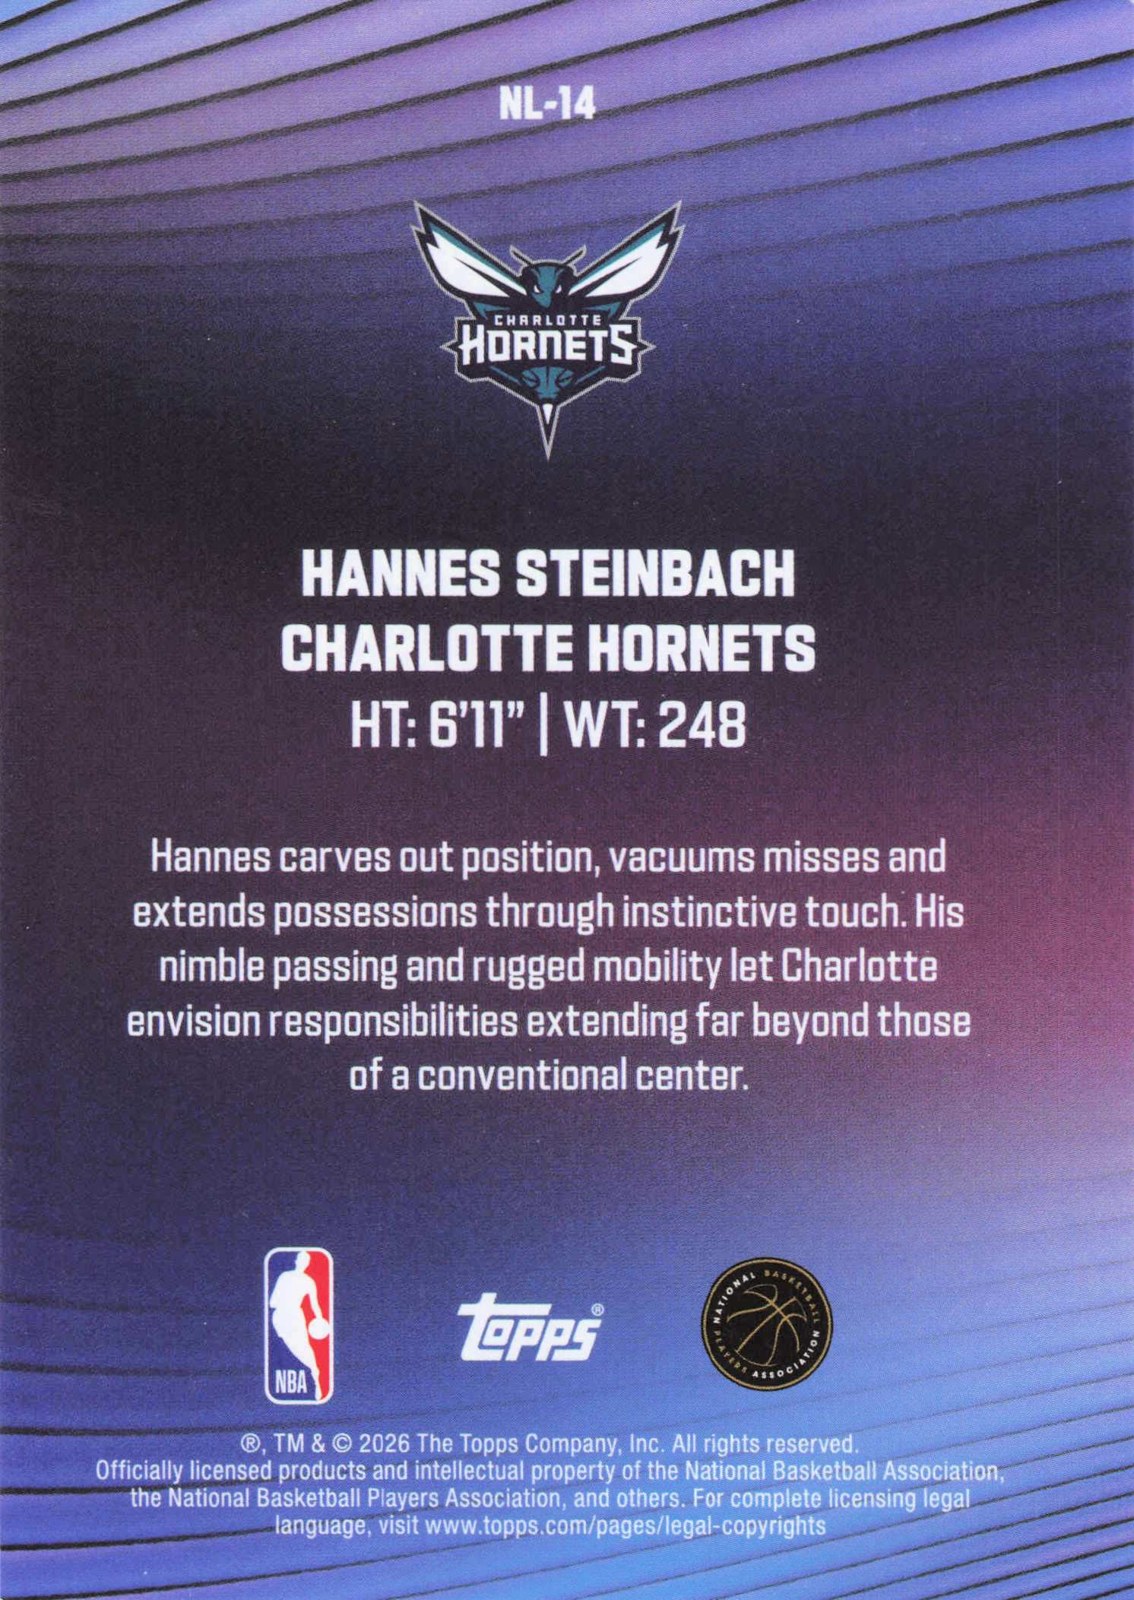 NL-14
CHARLOTTE
HORNETS
HANNES STEINBACH
CHARLOTTE HORNETS
HT: 6'11" | WT: 248
Hannes carves out position, vacuums misses and
extends possessions through instinctive touch. His
nimble passing and rugged mobility let Charlotte
envision responsibilities extending far beyond those
of a conventional center.
NBA
Topps®
NATIONAL BASKETBALL PLAYERS ASSOCIATION
®, TM & © 2026 The Topps Company, Inc. All rights reserved.
Officially licensed products and intellectual property of the National Basketball Association,
the National Basketball Players Association, and others. For complete licensing legal
language, visit www.topps.com/pages/legal-copyrights